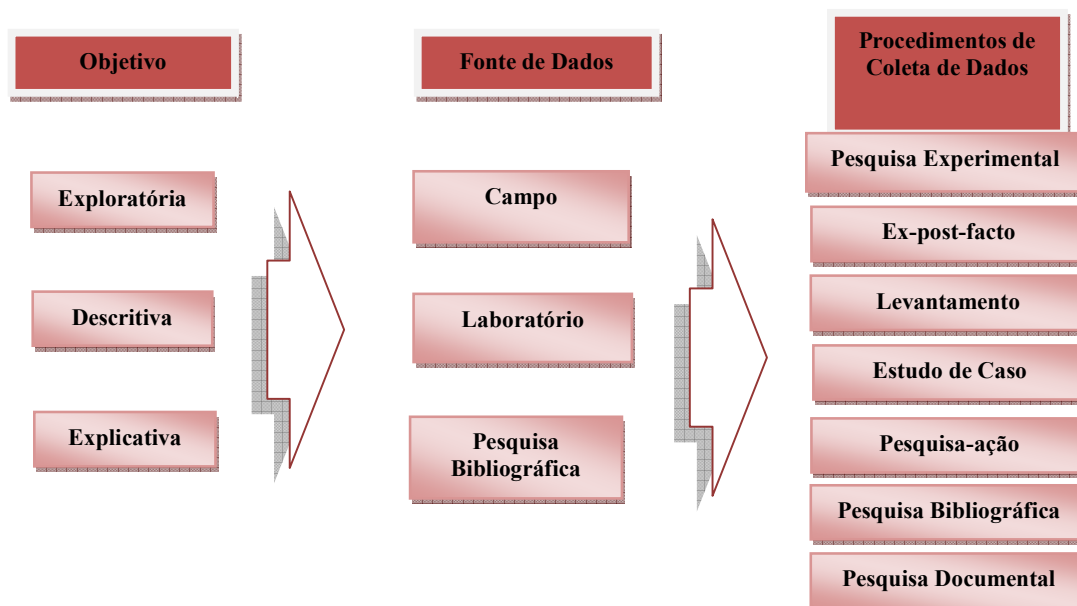 Objetivo
Exploratória
Descritiva
Explicativa
Fonte de Dados
Campo
Laboratório
Pesquisa
Bibliográfica
Procedimentos de
Coleta de Dados
Pesquisa Experimental
Ex-post-facto
Levantamento
Estudo de Caso
Pesquisa-ação
Pesquisa Bibliográfica
Pesquisa Documental